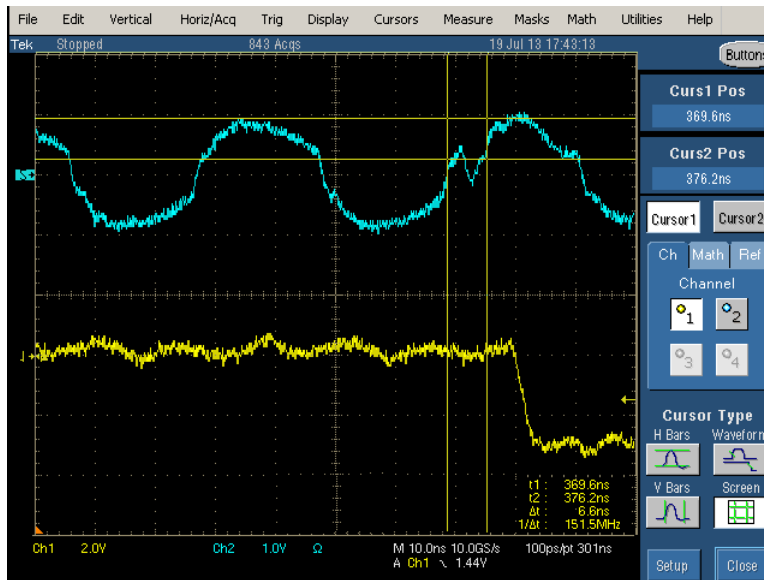 File Edit Vertical Horiz/Acq Trig Display Cursors Measure Masks Math Utilities Help
Tek Stopped 843 Acqs 19 Jul 13 17:43:13
Buttons
Curs1 Pos
369.6ns
Curs2 Pos
376.2ns
Cursor1 Cursor2
Ch Math Ref
Channel
1 2
3 4
Cursor Type
H Bars Waveform
V Bars Screen
t1 : 369.6ns
t2 : 376.2ns
Δt : 6.6ns
1/Δt : 151.5MHz
Ch1 2.0V Ch2 1.0V Ω M 10.0ns 10.0GS/s 100ps/pt 301ns
A Ch1 \ 1.44V
Setup Close